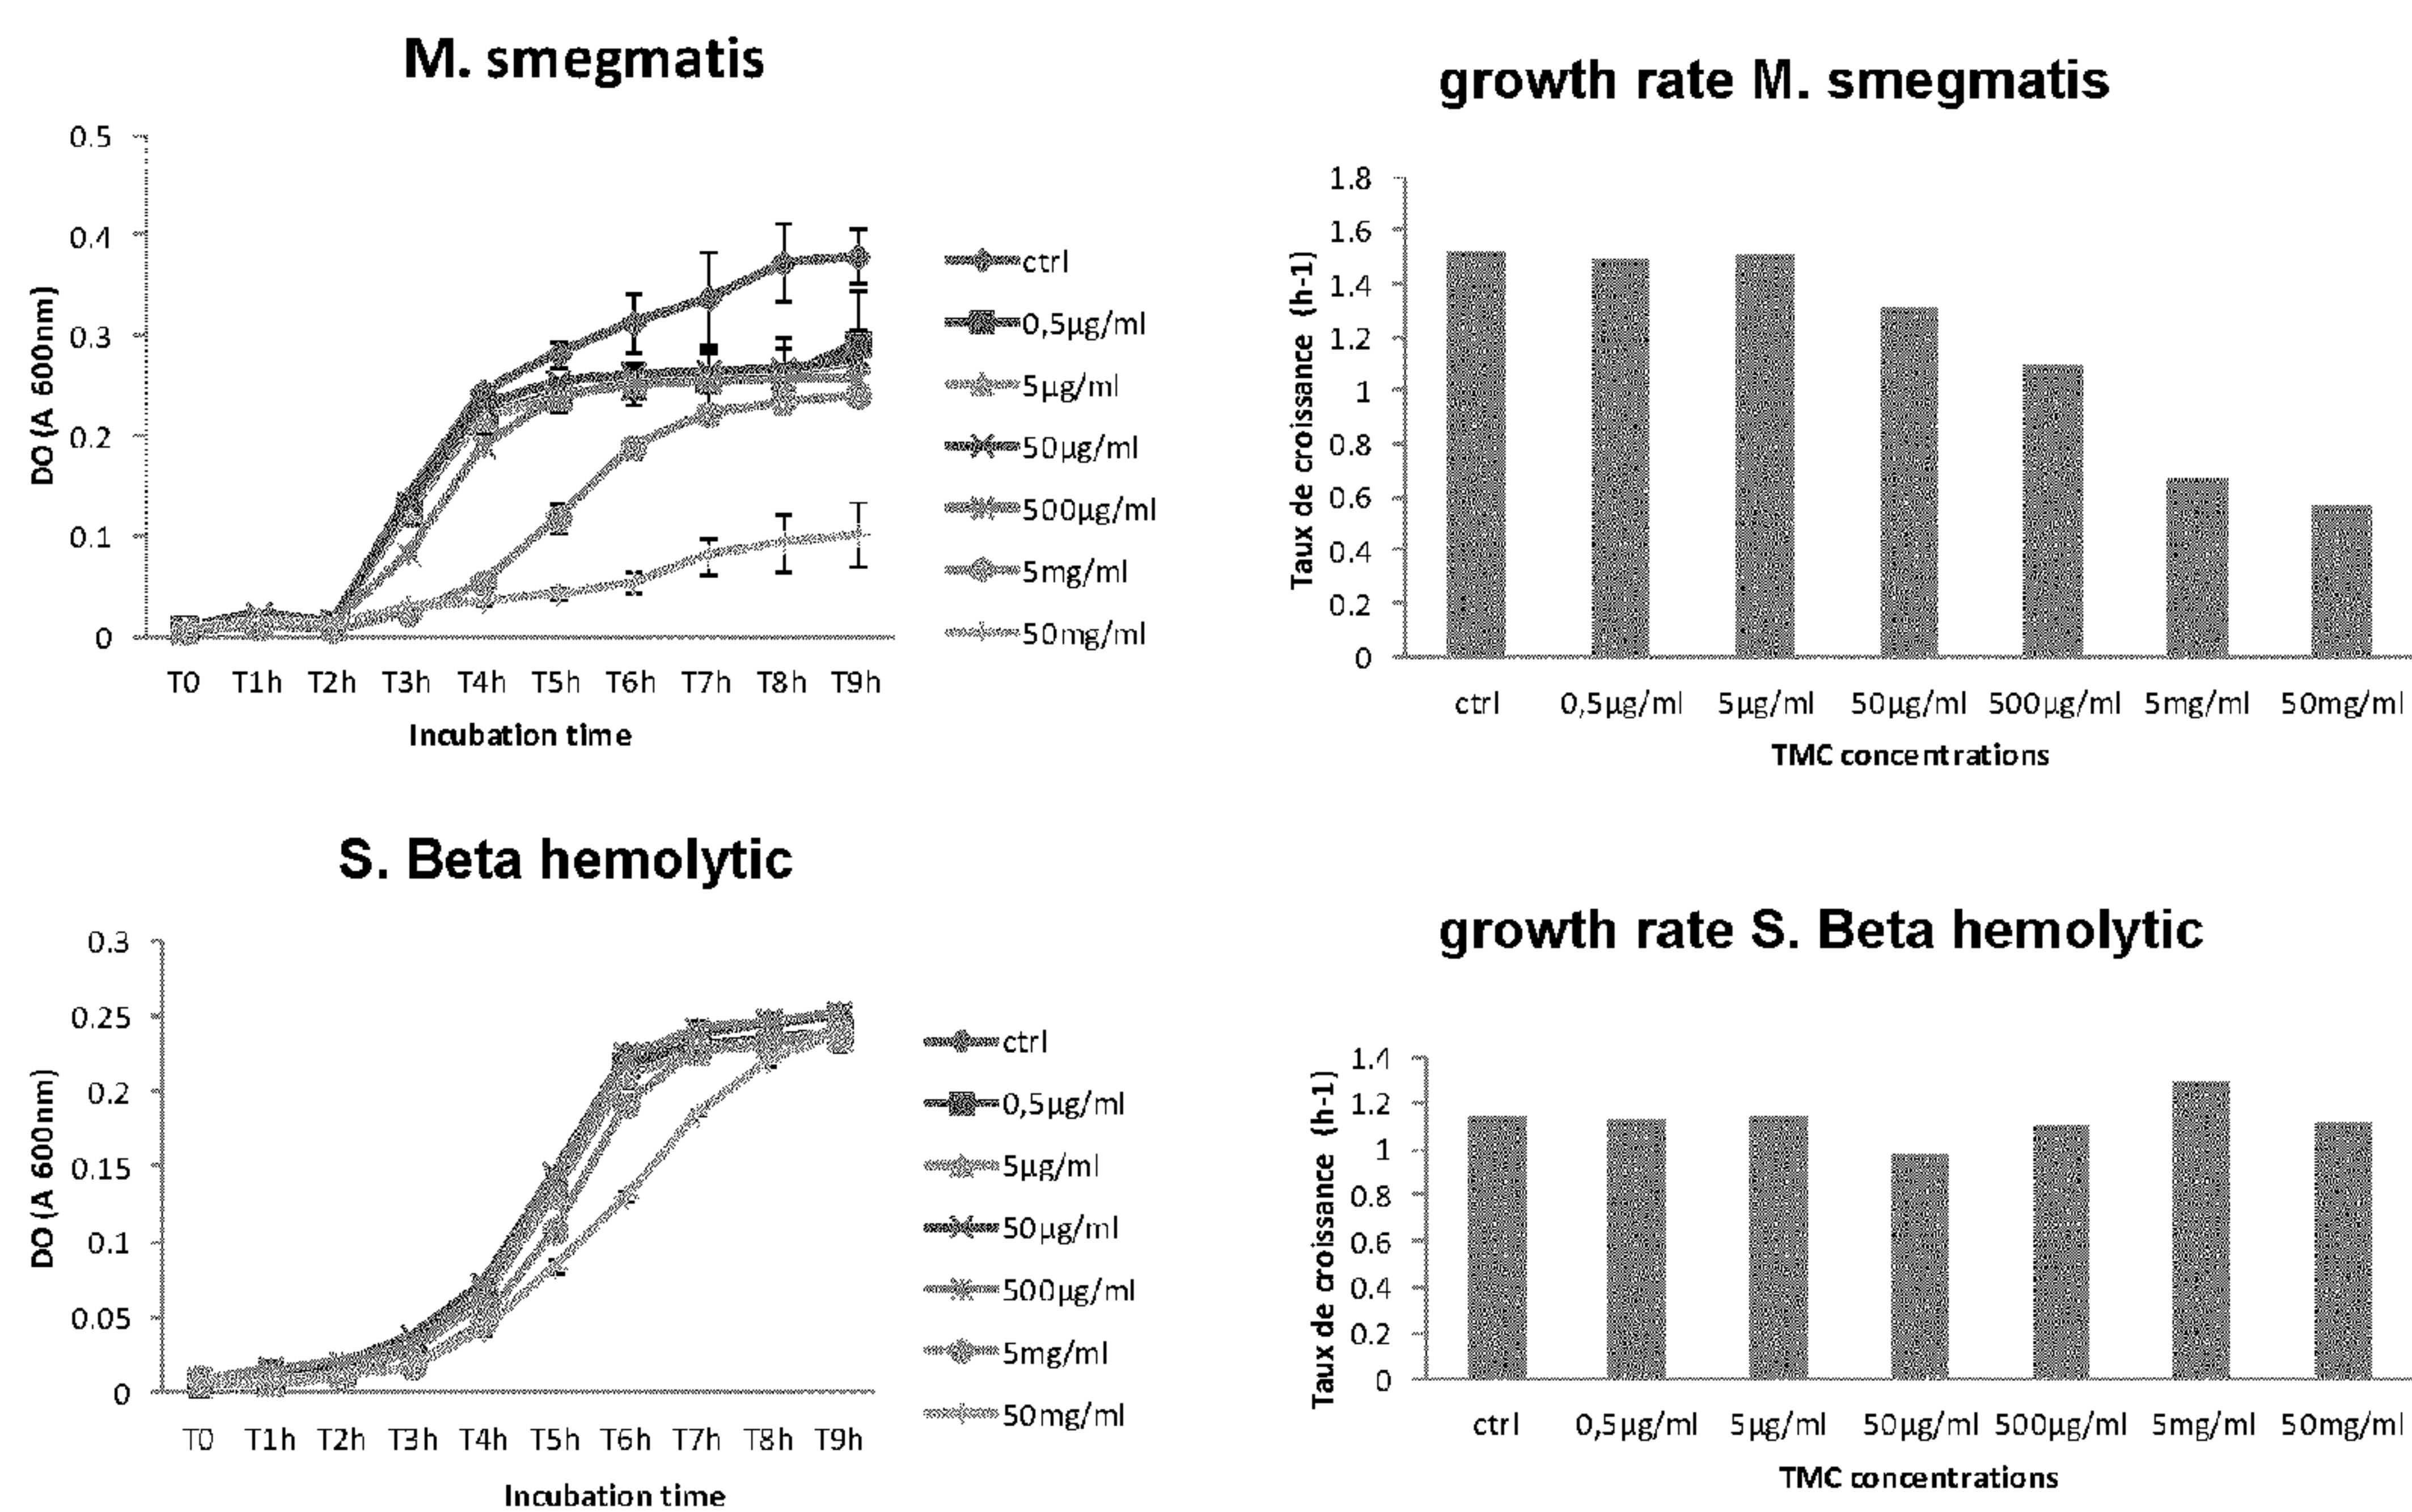 M. smegmatis
0.5
0.4
0.3
0.2
0.1
0
DO (A 600nm)
T0 T1h T2h T3h T4h T5h T6h T7h T8h T9h
Incubation time
ctrl
0,5µg/ml
5µg/ml
50µg/ml
500µg/ml
5mg/ml
50mg/ml
growth rate M. smegmatis
1.8
1.6
1.4
1.2
1
0.8
0.6
0.4
0.2
0
Taux de croissance (h-1)
ctrl 0,5µg/ml 5µg/ml 50µg/ml 500µg/ml 5mg/ml 50mg/ml
TMC concentrations
S. Beta hemolytic
0.3
0.25
0.2
0.15
0.1
0.05
0
DO (A 600nm)
T0 T1h T2h T3h T4h T5h T6h T7h T8h T9h
Incubation time
ctrl
0,5µg/ml
5µg/ml
50µg/ml
500µg/ml
5mg/ml
50mg/ml
growth rate S. Beta hemolytic
1.4
1.2
1
0.8
0.6
0.4
0.2
0
Taux de croissance (h-1)
ctrl 0,5µg/ml 5µg/ml 50µg/ml 500µg/ml 5mg/ml 50mg/ml
TMC concentrations